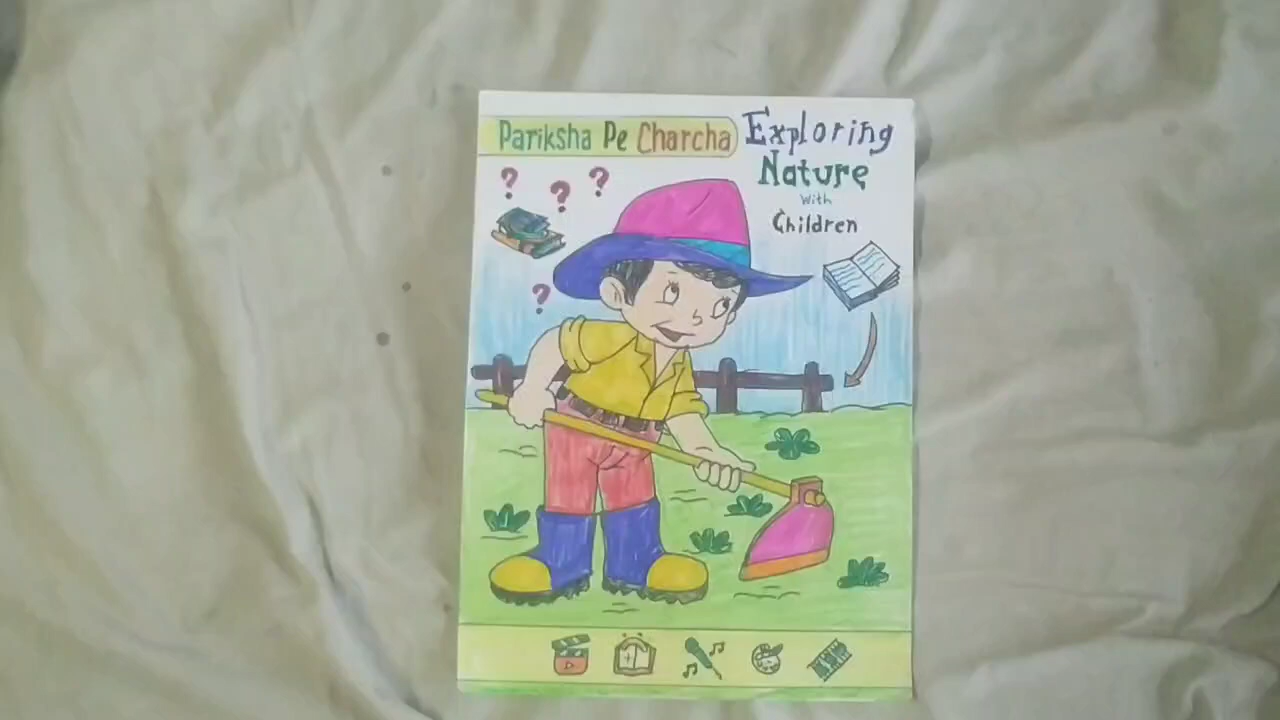 Pariksha Pe Charcha
Exploring
Nature
With
Children
? ? ?
?